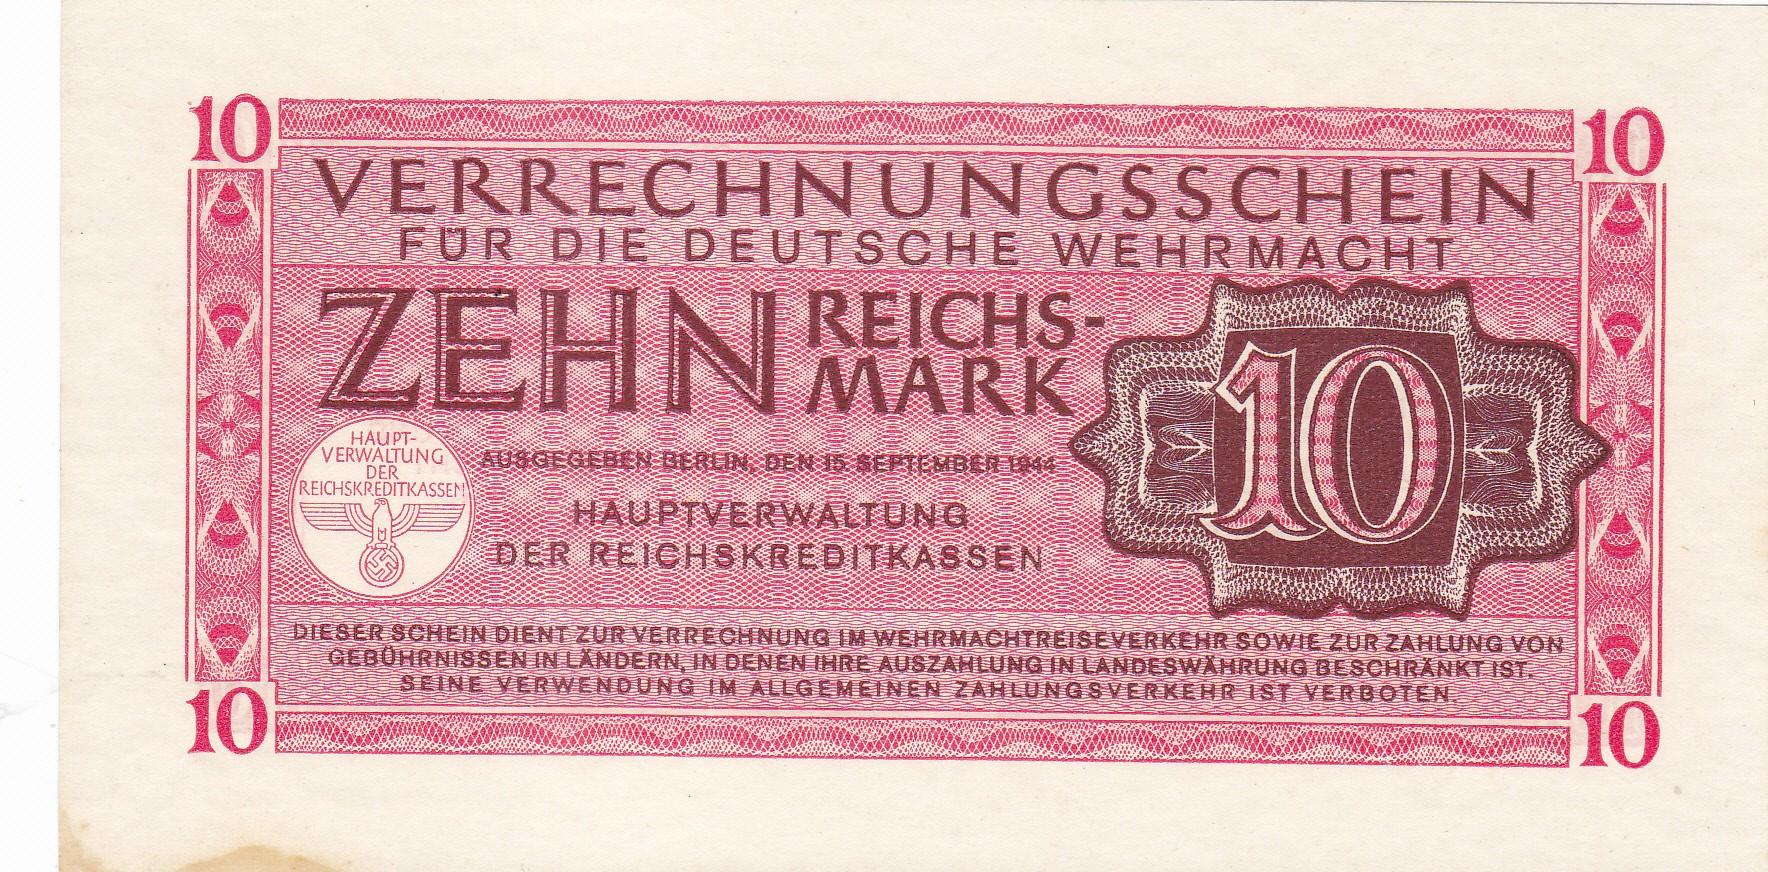 10 10
VERRECHNUNGSSCHEIN
FÜR DIE DEUTSCHE WEHRMACHT
ZEHN REICHS-
MARK
10
HAUPT-
VERWALTUNG
DER
REICHSKREDITKASSEN
AUSGEGEBEN BERLIN, DEN 15. SEPTEMBER 1944
HAUPTVERWALTUNG
DER REICHSKREDITKASSEN
DIESER SCHEIN DIENT ZUR VERRECHNUNG IM WEHRMACHTREISEVERKEHR SOWIE ZUR ZAHLUNG VON
GEBÜHRNISSEN IN LÄNDERN, IN DENEN IHRE AUSZAHLUNG IN LANDESWÄHRUNG BESCHRÄNKT IST.
SEINE VERWENDUNG IM ALLGEMEINEN ZAHLUNGSVERKEHR IST VERBOTEN.
10 10